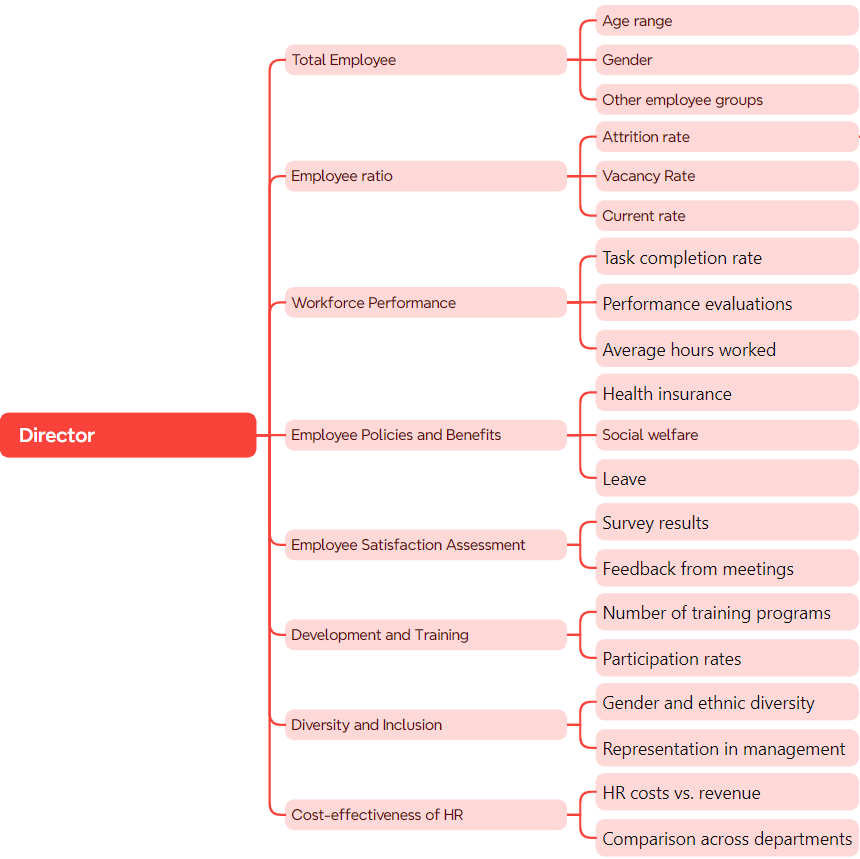 Director
Total Employee
Age range
Gender
Other employee groups
Employee ratio
Attrition rate
Vacancy Rate
Current rate
Workforce Performance
Task completion rate
Performance evaluations
Average hours worked
Employee Policies and Benefits
Health insurance
Social welfare
Leave
Employee Satisfaction Assessment
Survey results
Feedback from meetings
Development and Training
Number of training programs
Participation rates
Diversity and Inclusion
Gender and ethnic diversity
Representation in management
Cost-effectiveness of HR
HR costs vs. revenue
Comparison across departments